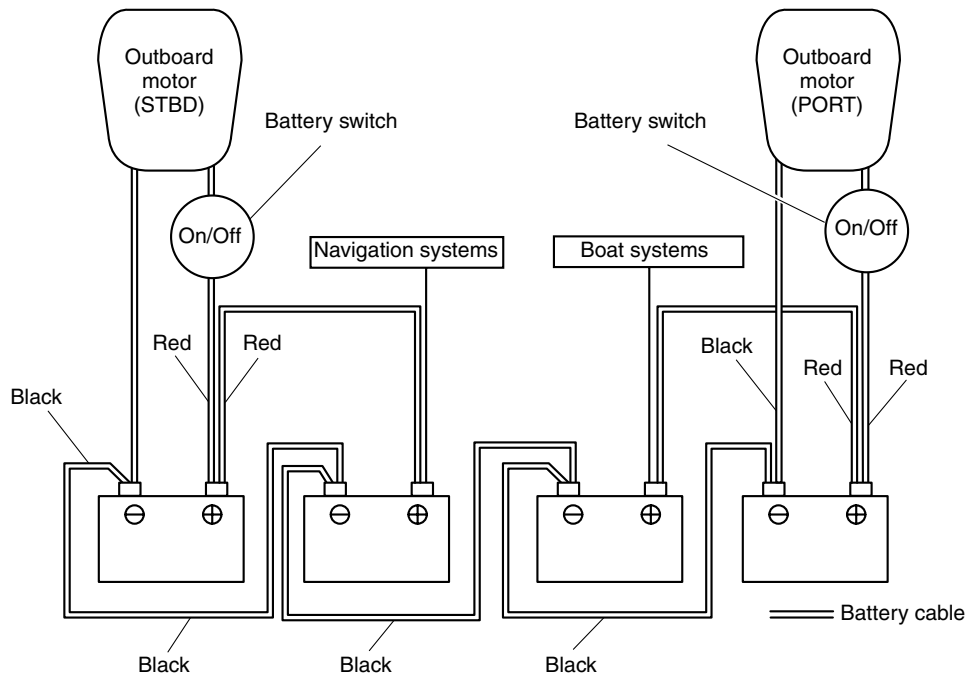 Outboard
motor
(STBD)
Outboard
motor
(PORT)
Battery switch
Battery switch
On/Off
On/Off
Navigation systems
Boat systems
Red
Red
Black
Red
Red
Black
⊖
⊕
⊖
⊕
⊖
⊕
⊖
⊕
Battery cable
Black
Black
Black